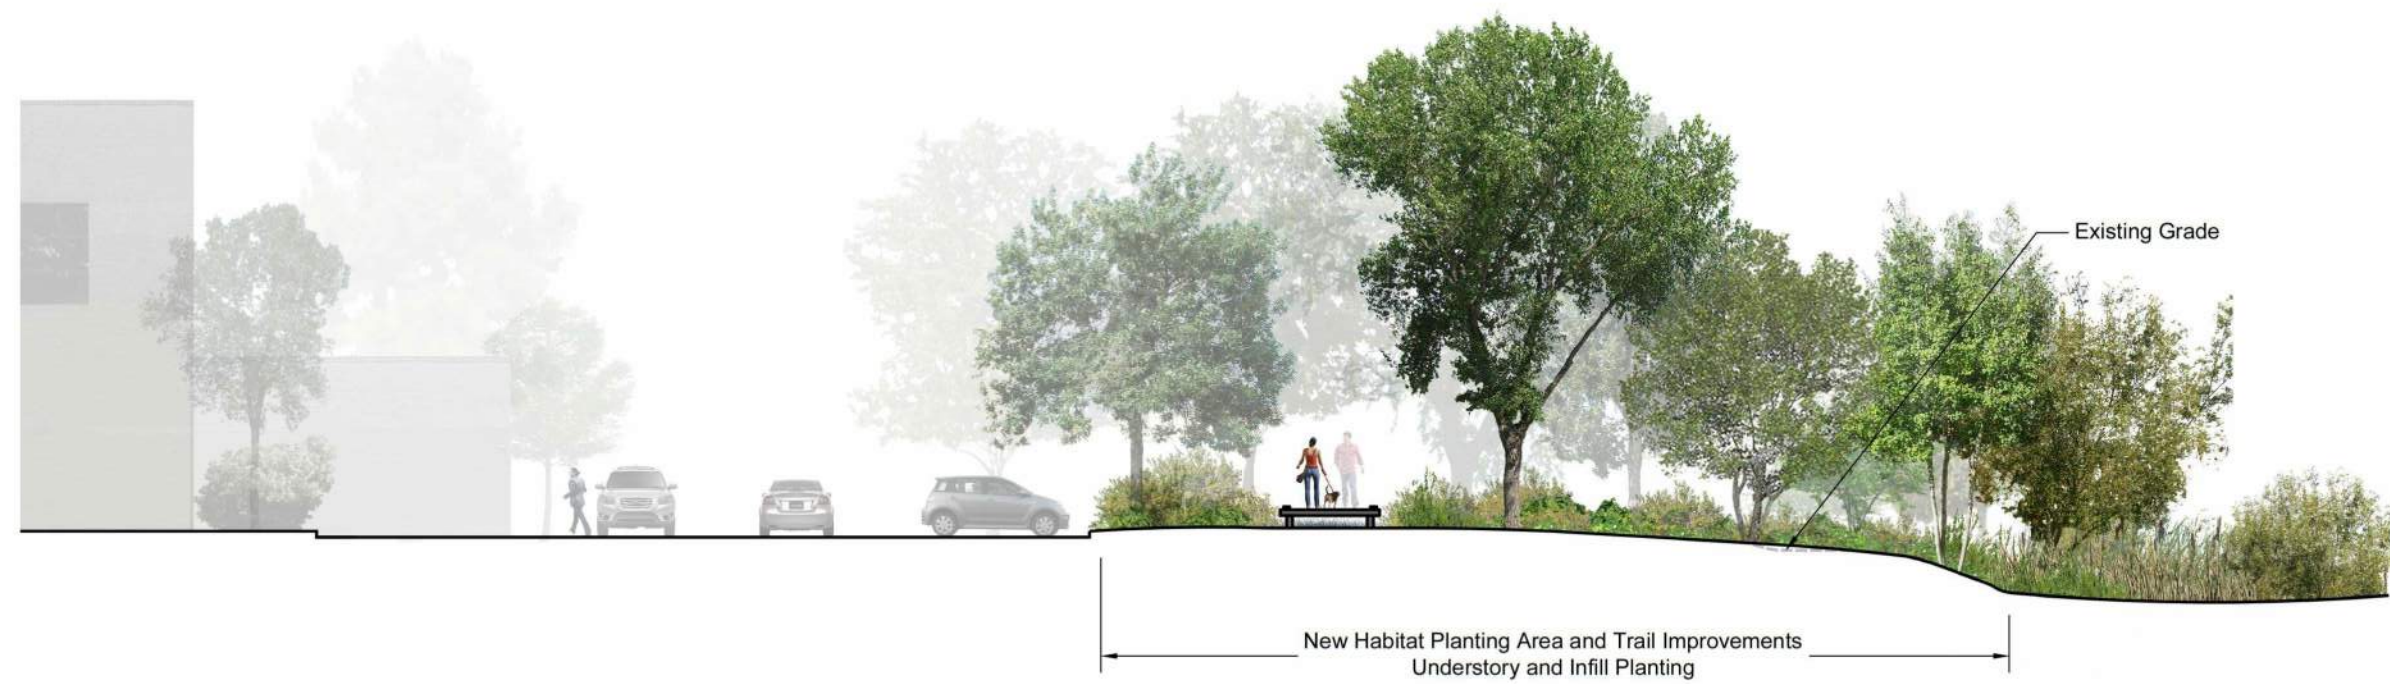 Existing Grade
New Habitat Planting Area and Trail Improvements
Understory and Infill Planting